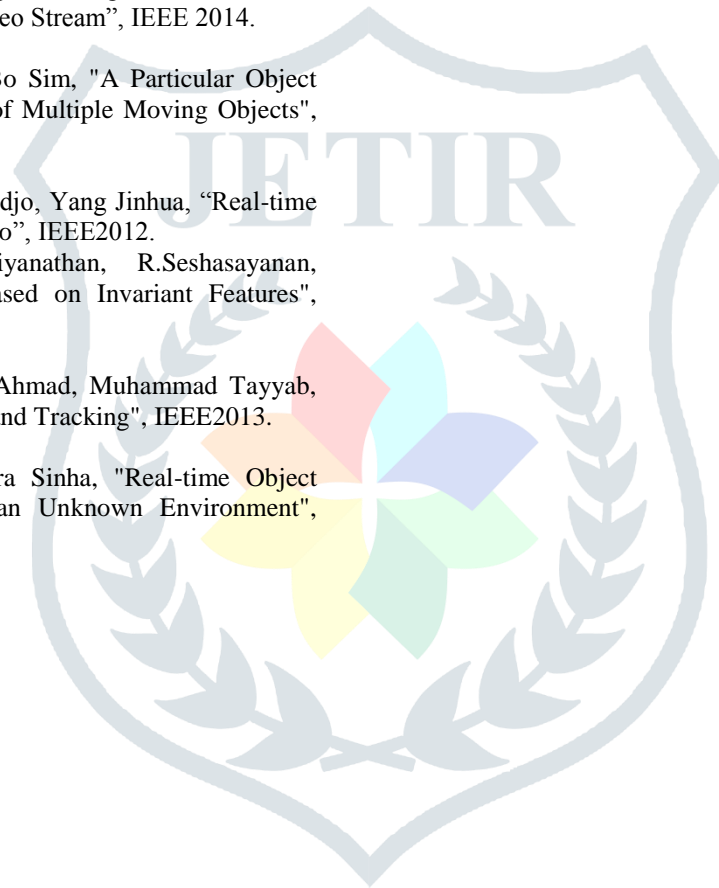 eo Stream”, IEEE 2014.
o Sim, "A Particular Object
of Multiple Moving Objects",
JETIR
djo, Yang Jinhua, “Real-time
o”, IEEE2012.
iyanathan, R.Seshasayanan,
ased on Invariant Features",
Ahmad, Muhammad Tayyab,
nd Tracking", IEEE2013.
ra Sinha, "Real-time Object
an Unknown Environment",